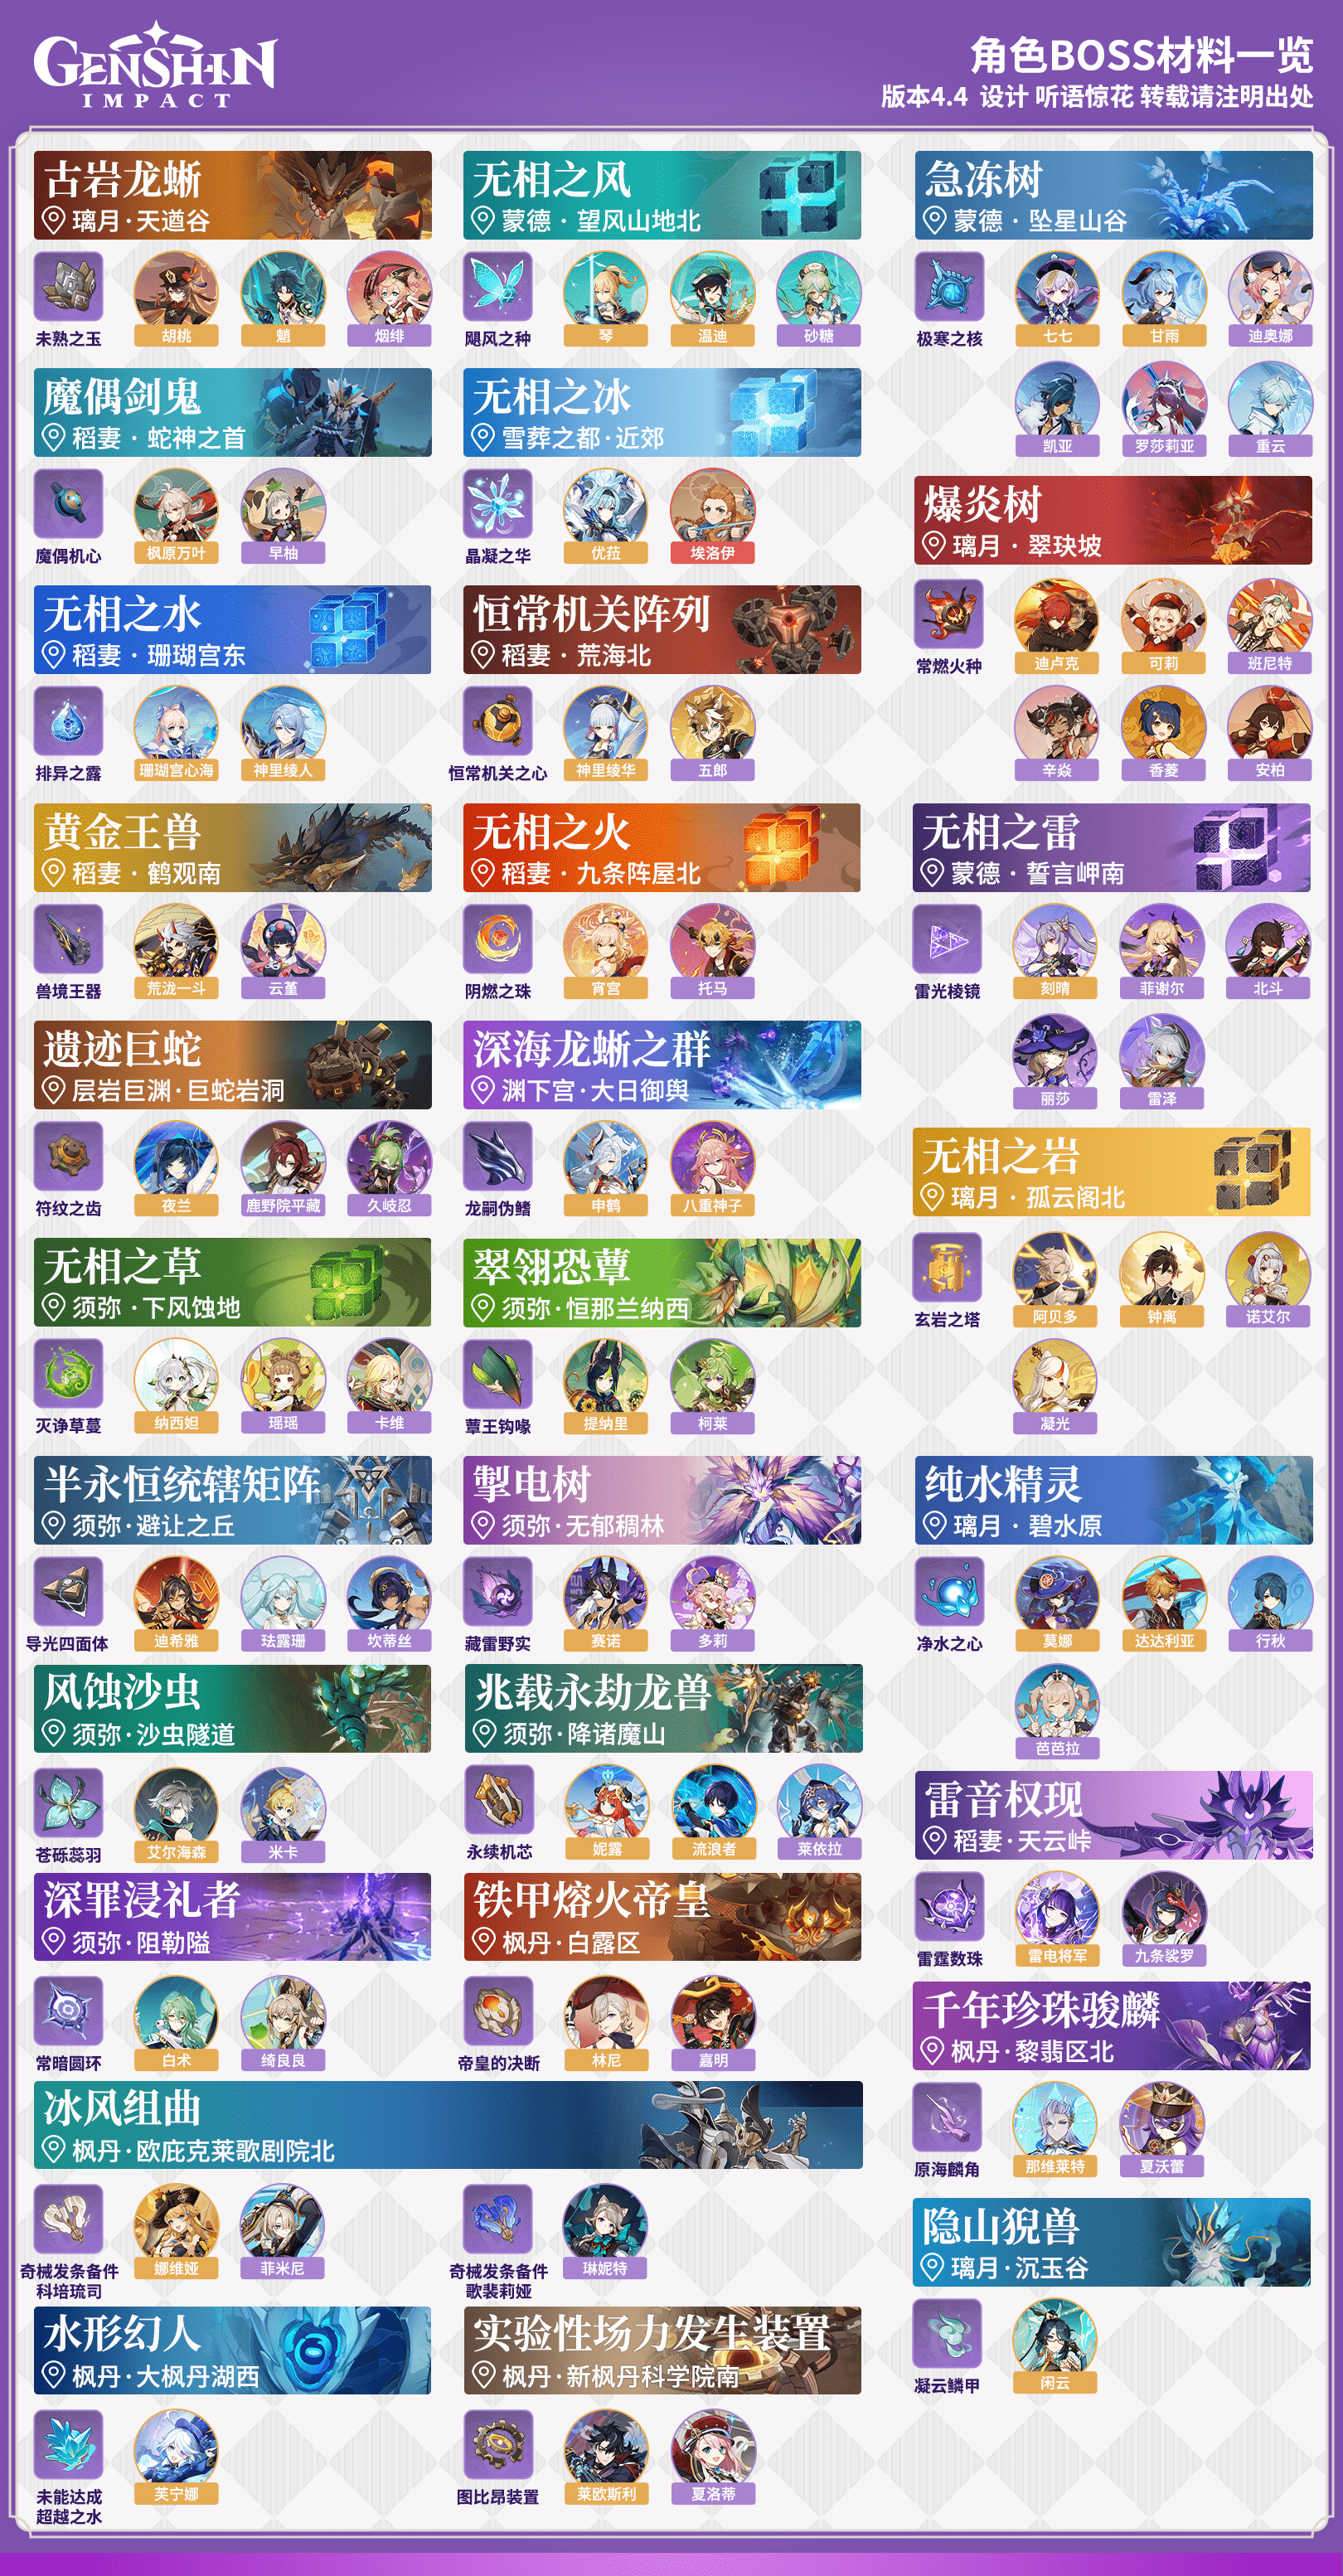 GENSHIN
IMPACT
角色BOSS材料一览
版本4.4 设计 听语惊花 转载请注明出处
古岩龙蜥
璃月·天遒谷
未熟之玉
胡桃
魈
烟绯
魔偶剑鬼
稻妻·蛇神之首
魔偶机心
枫原万叶
早柚
无相之水
稻妻·珊瑚宫东
排异之露
珊瑚宫心海
神里绫人
黄金王兽
稻妻·鹤观南
兽境王器
荒泷一斗
云堇
遗迹巨蛇
层岩巨渊·巨蛇岩洞
符纹之齿
夜兰
鹿野院平藏
久岐忍
无相之草
须弥·下风蚀地
灭诤草蔓
纳西妲
瑶瑶
卡维
半永恒统辖矩阵
须弥·避让之丘
导光四面体
迪希雅
珐露珊
坎蒂丝
风蚀沙虫
须弥·沙虫隧道
苍砾蕊羽
艾尔海森
米卡
深罪浸礼者
须弥·阻勒隘
常暗圆环
白术
绮良良
无相之风
蒙德·望风山地北
飓风之种
琴
温迪
砂糖
无相之冰
雪葬之都·近郊
晶凝之华
优菈
埃洛伊
恒常机关阵列
稻妻·荒海北
恒常机关之心
神里绫华
五郎
无相之火
稻妻·九条阵屋北
阴燃之珠
宵宫
托马
深海龙蜥之群
渊下宫·大日御舆
龙嗣伪鳍
申鹤
八重神子
翠翎恐蕈
须弥·恒那兰纳西
蕈王钩喙
提纳里
柯莱
掣电树
须弥·无郁稠林
藏雷野实
赛诺
多莉
兆载永劫龙兽
须弥·降诸魔山
永续机芯
妮露
流浪者
莱依拉
铁甲熔火帝皇
枫丹·白露区
帝皇的决断
林尼
嘉明
冰风组曲
枫丹·欧庇克莱歌剧院北
奇械发条备件
科培琉司
娜维娅
菲米尼
奇械发条备件
歌裴莉娅
琳妮特
水形幻人
枫丹·大枫丹湖西
未能达成
超越之水
芙宁娜
实验性场力发生装置
枫丹·新枫丹科学院南
图比昂装置
莱欧斯利
夏洛蒂
急冻树
蒙德·坠星山谷
极寒之核
七七
甘雨
迪奥娜
凯亚
罗莎莉亚
重云
爆炎树
璃月·翠玦坡
常燃火种
迪卢克
可莉
班尼特
辛焱
香菱
安柏
无相之雷
蒙德·誓言岬南
雷光棱镜
刻晴
菲谢尔
北斗
丽莎
雷泽
无相之岩
璃月·孤云阁北
玄岩之塔
阿贝多
钟离
诺艾尔
凝光
纯水精灵
璃月·碧水原
净水之心
莫娜
达达利亚
行秋
芭芭拉
雷音权现
稻妻·天云峠
雷霆数珠
雷电将军
九条裟罗
千年珍珠骏麟
枫丹·黎翡区北
原海麟角
那维莱特
夏沃蕾
隐山猊兽
璃月·沉玉谷
凝云鳞甲
闲云